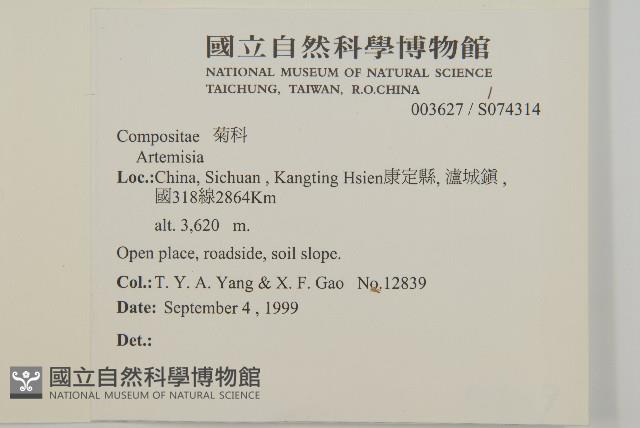 國立自然科學博物館
NATIONAL MUSEUM OF NATURAL SCIENCE
TAICHUNG, TAIWAN, R.O.CHINA
003627 / S074314
Compositae 菊科
Artemisia
Loc.:China, Sichuan , Kangting Hsien康定縣, 瀘城鎮 ,
國318線2864Km
alt. 3,620 m.
Open place, roadside, soil slope.
Col.: T. Y. A. Yang & X. F. Gao No.12839
Date: September 4 , 1999
Det.:
國立自然科學博物館
NATIONAL MUSEUM OF NATURAL SCIENCE